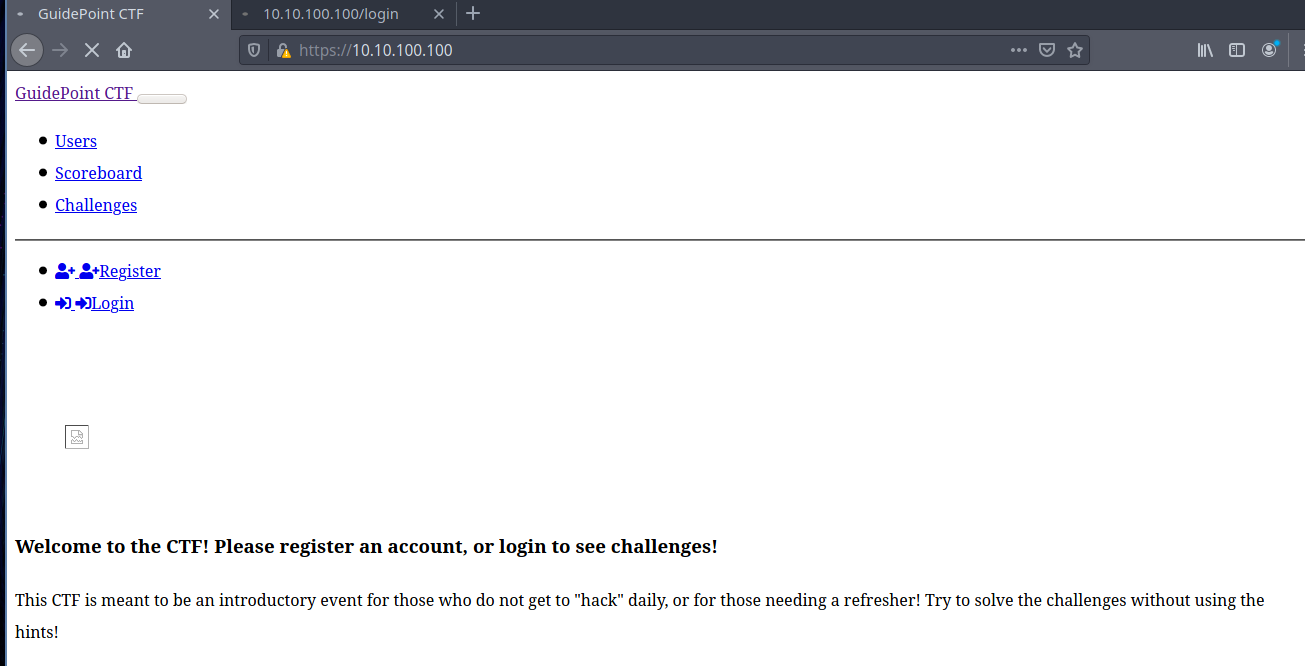 GuidePoint CTF
10.10.100.100/login
https://10.10.100.100
GuidePoint CTF
Users
Scoreboard
Challenges
Register
Login
Welcome to the CTF! Please register an account, or login to see challenges!
This CTF is meant to be an introductory event for those who do not get to "hack" daily, or for those needing a refresher! Try to solve the challenges without using the
hints!